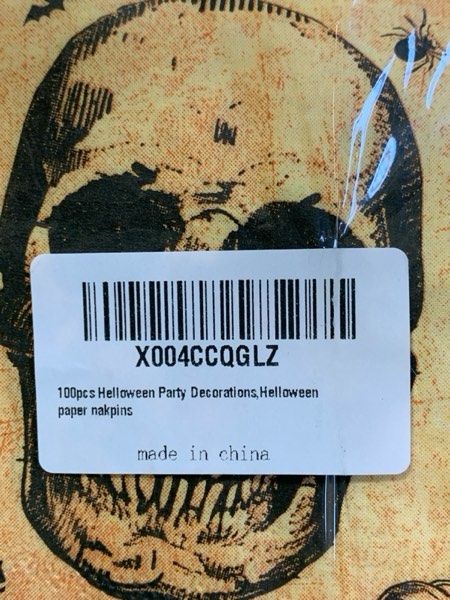 X004CCQGLZ
100pcs Helloween Party Decorations,Helloween
paper nakpins
made in china